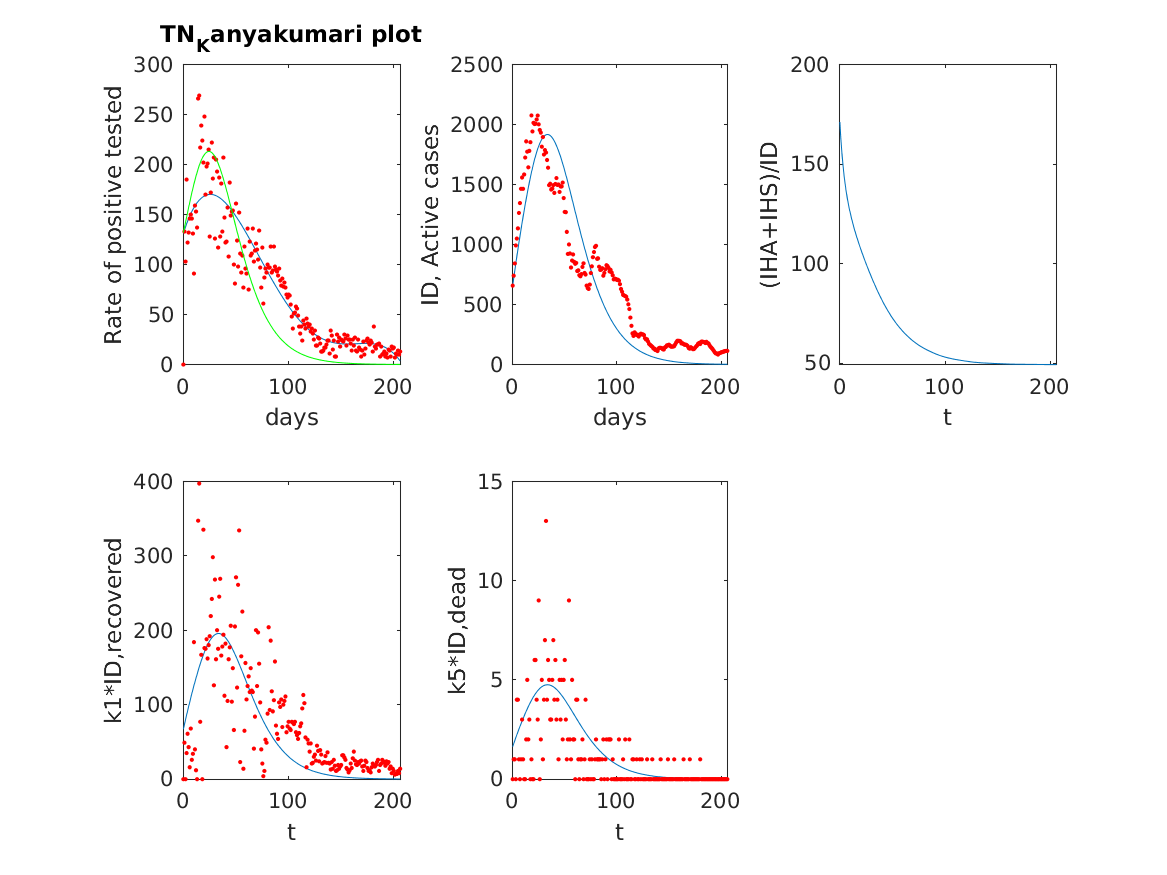 TN_Kanyakumari plot
300
250
200
150
100
50
0
0 100 200
Rate of positive tested
days
2500
2000
1500
1000
500
0
0 100 200
ID, Active cases
days
200
150
100
50
0 100 200
(IHA+IHS)/ID
t
400
300
200
100
0
0 100 200
k1*ID,recovered
t
15
10
5
0
0 100 200
k5*ID,dead
t